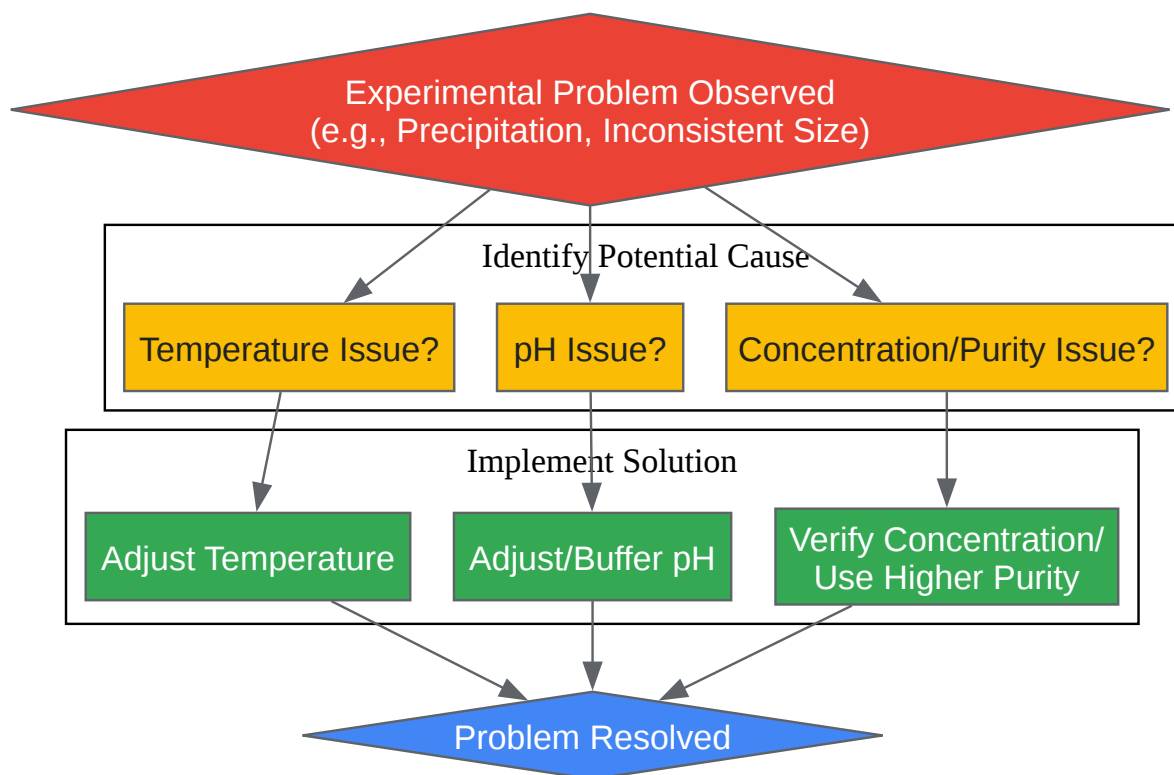 Experimental Problem Observed
(e.g., Precipitation, Inconsistent Size)
Identify Potential Cause
Temperature Issue?
pH Issue?
Concentration/Purity Issue?
Implement Solution
Adjust Temperature
Adjust/Buffer pH
Verify Concentration/
Use Higher Purity
Problem Resolved